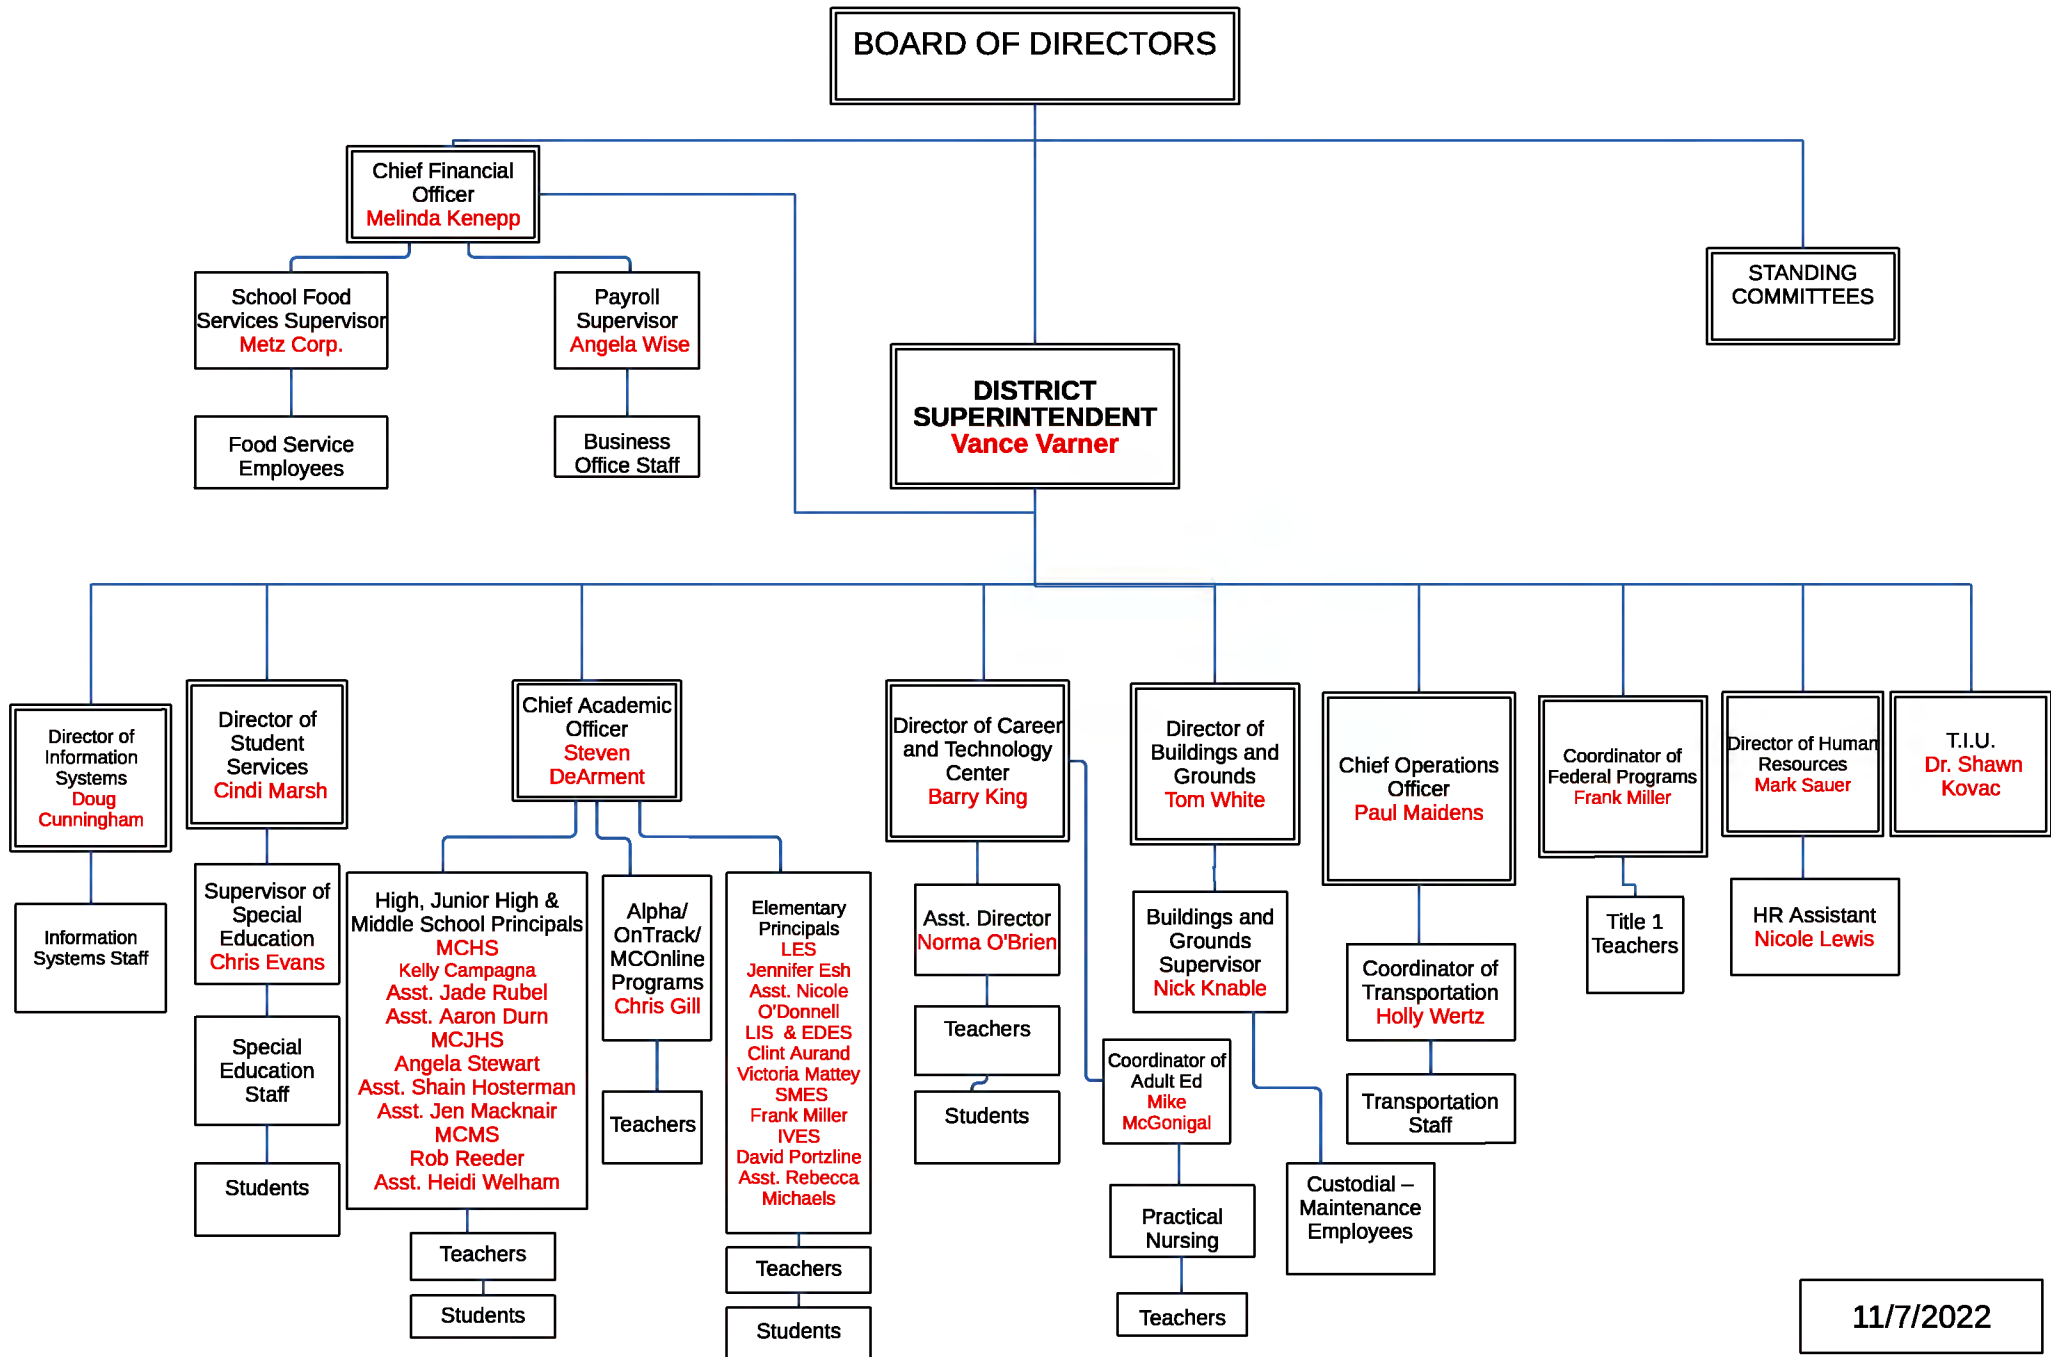 BOARD OF DIRECTORS
Chief Financial
Officer
Melinda Kenepp
STANDING
COMMITTEES
School Food
Services Supervisor
Metz Corp.
Payroll
Supervisor
Angela Wise
DISTRICT
SUPERINTENDENT
Vance Varner
Food Service
Employees
Business
Office Staff
Director of
Information
Systems
Doug
Cunningham
Director of
Student
Services
Cindi Marsh
Chief Academic
Officer
Steven
DeArment
Director of Career
and Technology
Center
Barry King
Director of
Buildings and
Grounds
Tom White
Chief Operations
Officer
Paul Maidens
Coordinator of
Federal Programs
Frank Miller
Director of Human
Resources
Mark Sauer
T.I.U.
Dr. Shawn
Kovac
Information
Systems Staff
Supervisor of
Special
Education
Chris Evans
Special
Education
Staff
Students
High, Junior High &
Middle School Principals
MCHS
Kelly Campagna
Asst. Jade Rubel
Asst. Aaron Durn
MCJHS
Angela Stewart
Asst. Shain Hosterman
Asst. Jen Macknair
MCMS
Rob Reeder
Asst. Heidi Welham
Teachers
Students
Alpha/
OnTrack/
MCOnline
Programs
Chris Gill
Teachers
Elementary
Principals
LES
Jennifer Esh
Asst. Nicole
O'Donnell
LIS & EDES
Clint Aurand
Victoria Mattey
SMES
Frank Miller
IVES
David Portzline
Asst. Rebecca
Michaels
Teachers
Students
Asst. Director
Norma O'Brien
Teachers
Students
Coordinator of
Adult Ed
Mike
McGonigal
Practical
Nursing
Teachers
Buildings and
Grounds
Supervisor
Nick Knable
Custodial –
Maintenance
Employees
Coordinator of
Transportation
Holly Wertz
Transportation
Staff
Title 1
Teachers
HR Assistant
Nicole Lewis
11/7/2022